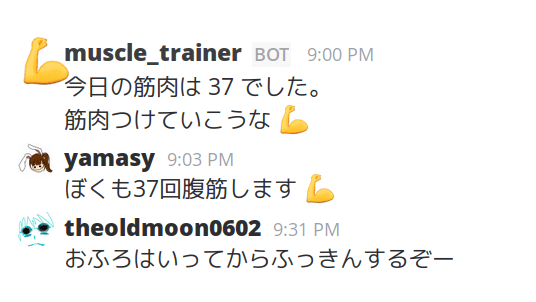 muscle_trainer BOT 9:00 PM
今日の筋肉は 37 でした。
筋肉つけていこうな 💪
yamasy 9:03 PM
ぼくも37回腹筋します 💪
theoldmoon0602 9:31 PM
おふろはいってからふっきんするぞー